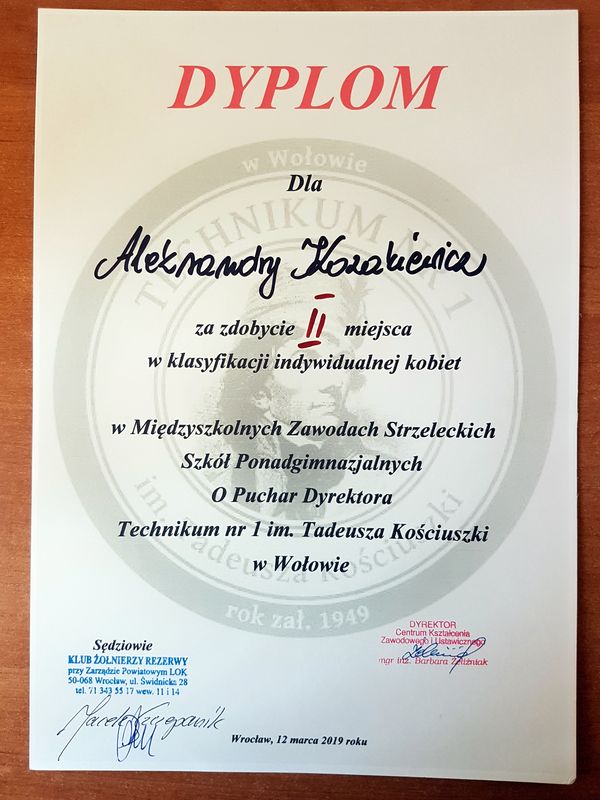 DYPLOM
w Wołowie
TECHNIKUM NR 1
Dla
Aleksandry Kozakiewicz
za zdobycie II miejsca
w klasyfikacji indywidualnej kobiet
w Międzyszkolnych Zawodach Strzeleckich
Szkół Ponadgimnazjalnych
O Puchar Dyrektora
Technikum nr 1 im. Tadeusza Kościuszki
w Wołowie
im. Tadeusza Kościuszki
rok zał. 1949
DYREKTOR
Centrum Kształcenia
Zawodowego i Ustawicznego
mgr inż. Barbara Zeliźniak
Sędziowie
KLUB ŻOŁNIERZY REZERWY
przy Zarządzie Powiatowym LOK
50-068 Wrocław, ul. Świdnicka 28
tel. 71 343 55 17 wew. 11 i 14
Wrocław, 12 marca 2019 roku